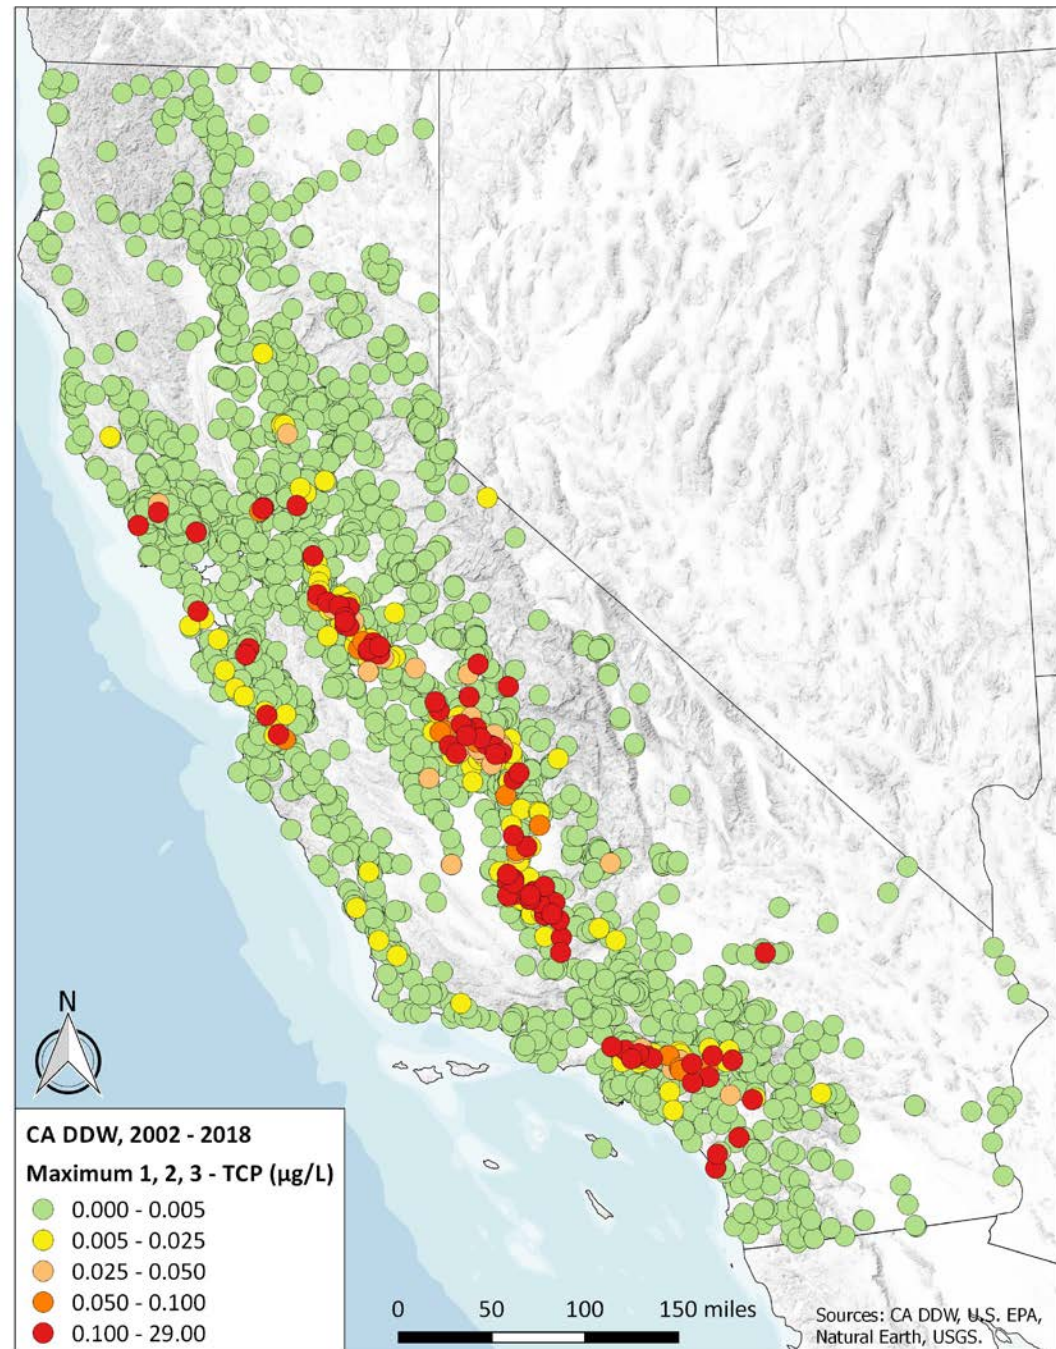 N
CA DDW, 2002 - 2018
Maximum 1, 2, 3 - TCP (µg/L)
0.000 - 0.005
0.005 - 0.025
0.025 - 0.050
0.050 - 0.100
0.100 - 29.00
0 50 100 150 miles
Sources: CA DDW, U.S. EPA,
Natural Earth, USGS.